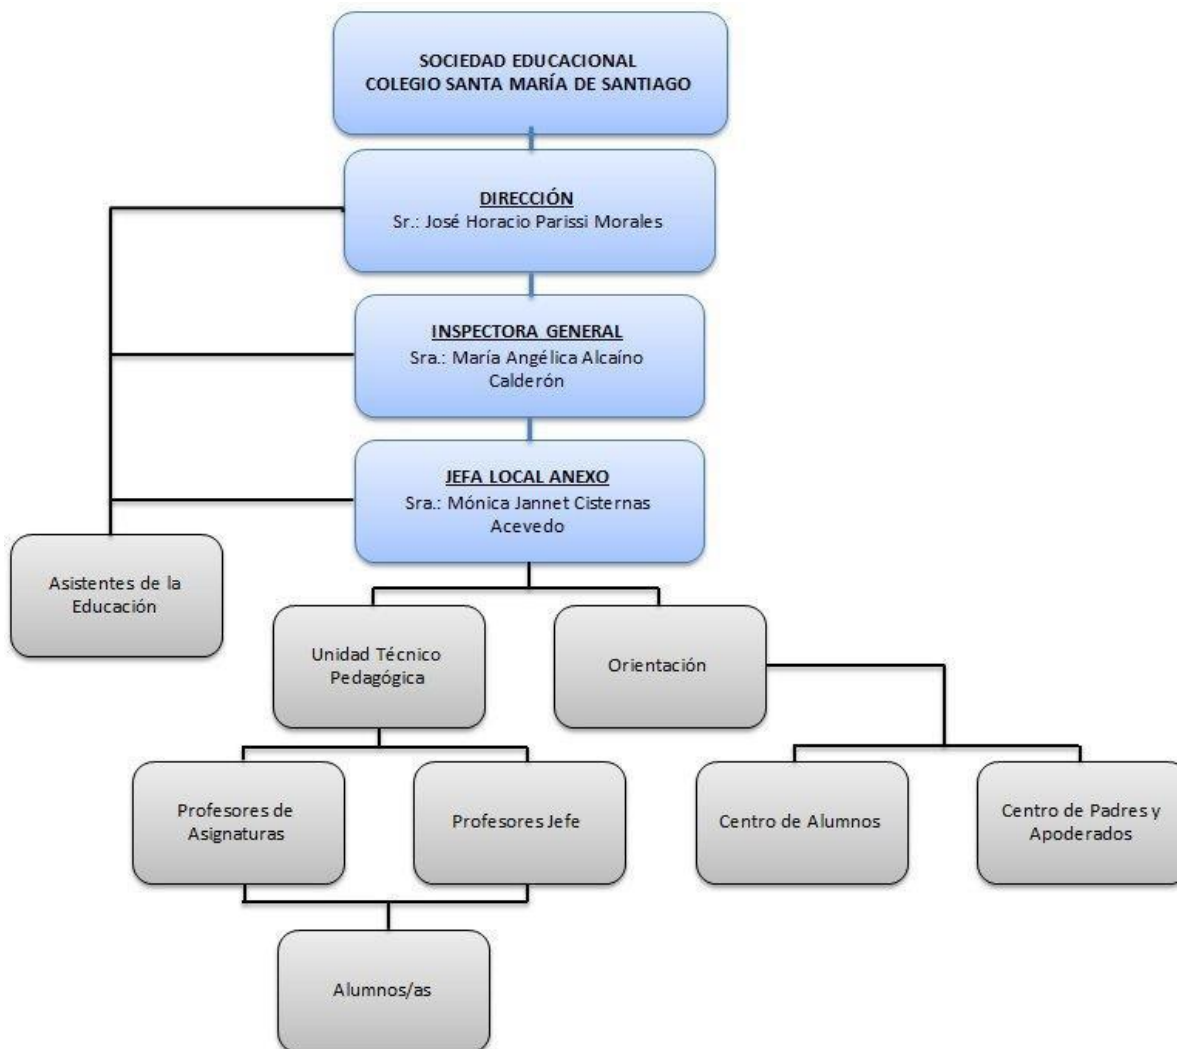 SOCIEDAD EDUCACIONAL
COLEGIO SANTA MARÍA DE SANTIAGO
DIRECCIÓN
Sr.: José Horacio Parissi Morales
INSPECTORA GENERAL
Sra.: María Angélica Alcaíno
Calderón
JEFA LOCAL ANEXO
Sra.: Mónica Jannet Cisternas
Acevedo
Asistentes de la
Educación
Unidad Técnico
Pedagógica
Orientación
Profesores de
Asignaturas
Profesores Jefe
Centro de Alumnos
Centro de Padres y
Apoderados
Alumnos/as